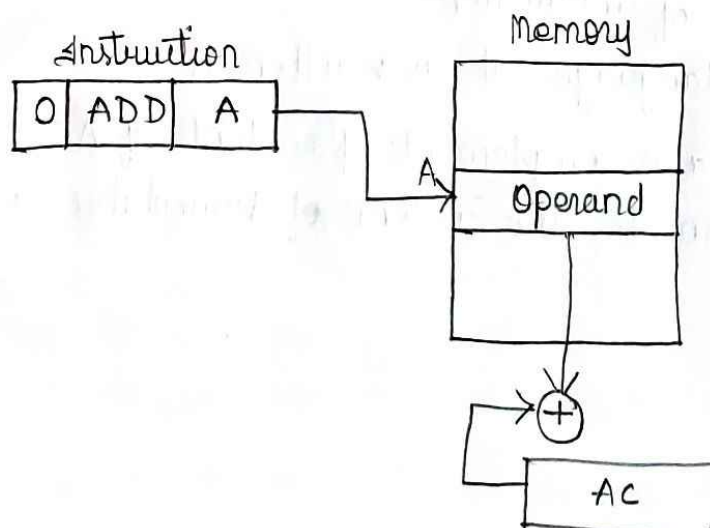 Instruction
0 ADD A
Memory
A
Operand
+
AC